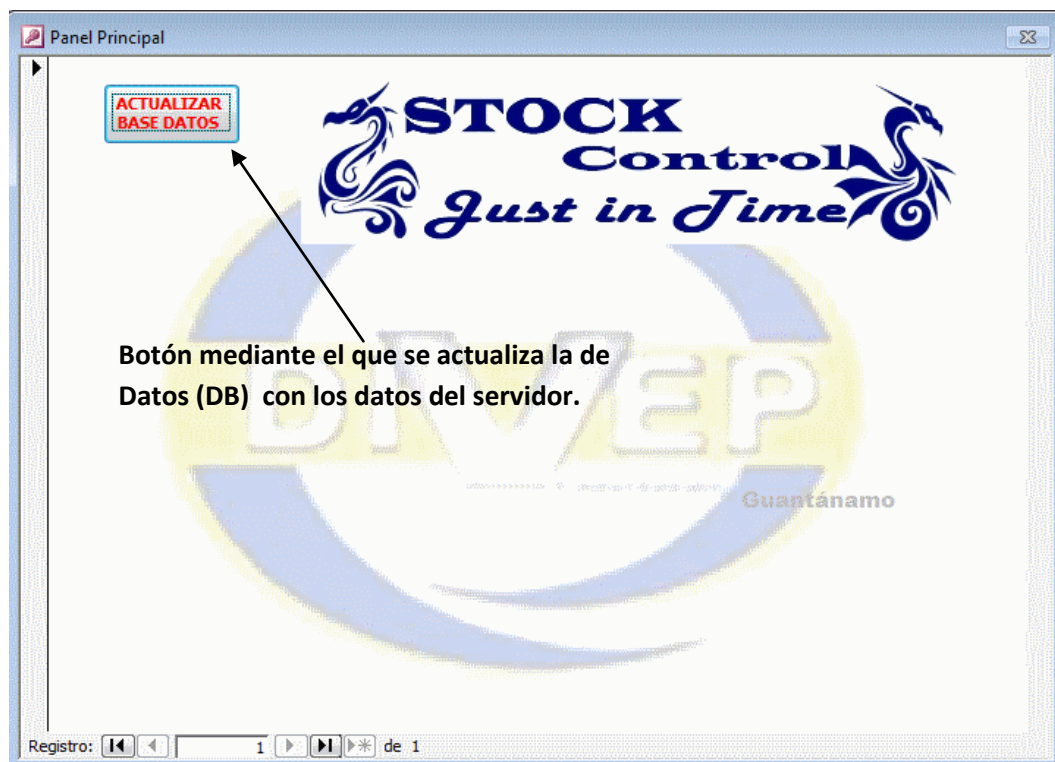 Panel Principal
ACTUALIZAR
BASE DATOS
STOCK
Control
Just in Time
Botón mediante el que se actualiza la de
Datos (DB) con los datos del servidor.
DIVEP
Guantánamo
Registro: 1 de 1